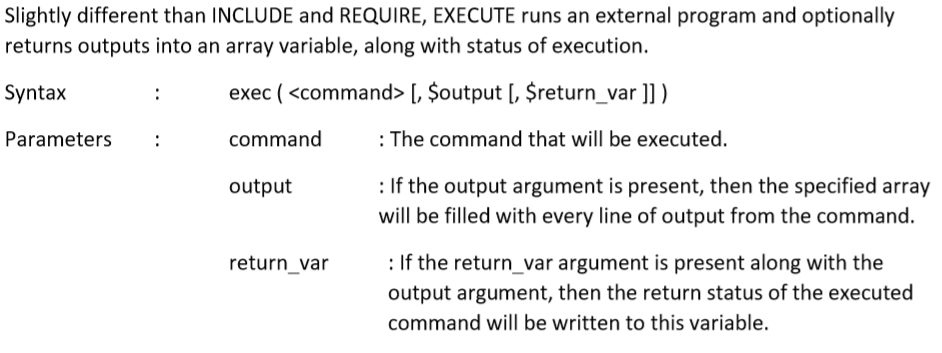 Slightly different than INCLUDE and REQUIRE, EXECUTE runs an external program and optionally
returns outputs into an array variable, along with status of execution.
Syntax : exec ( <command> [, $output [, $return_var ]] )
Parameters : command : The command that will be executed.
output : If the output argument is present, then the specified array
will be filled with every line of output from the command.
return_var : If the return_var argument is present along with the
output argument, then the return status of the executed
command will be written to this variable.